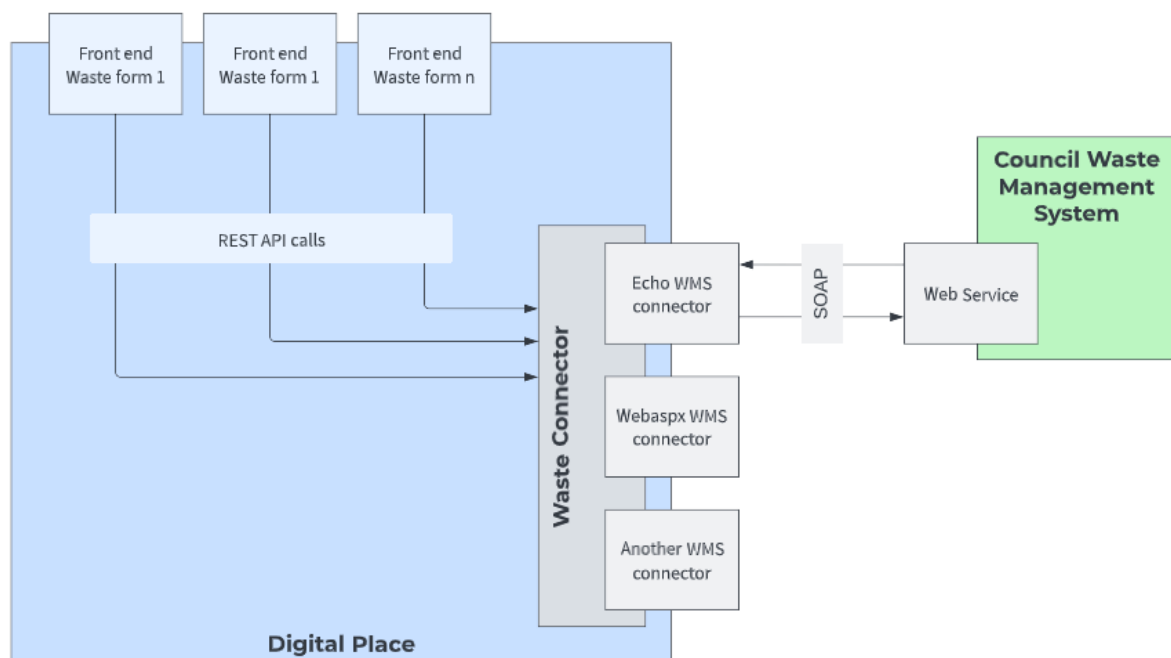 Front end
Waste form 1
Front end
Waste form 1
Front end
Waste form n
REST API calls
Waste Connector
Echo WMS
connector
Webaspx WMS
connector
Another WMS
connector
SOAP
Web Service
Council Waste
Management
System
Digital Place